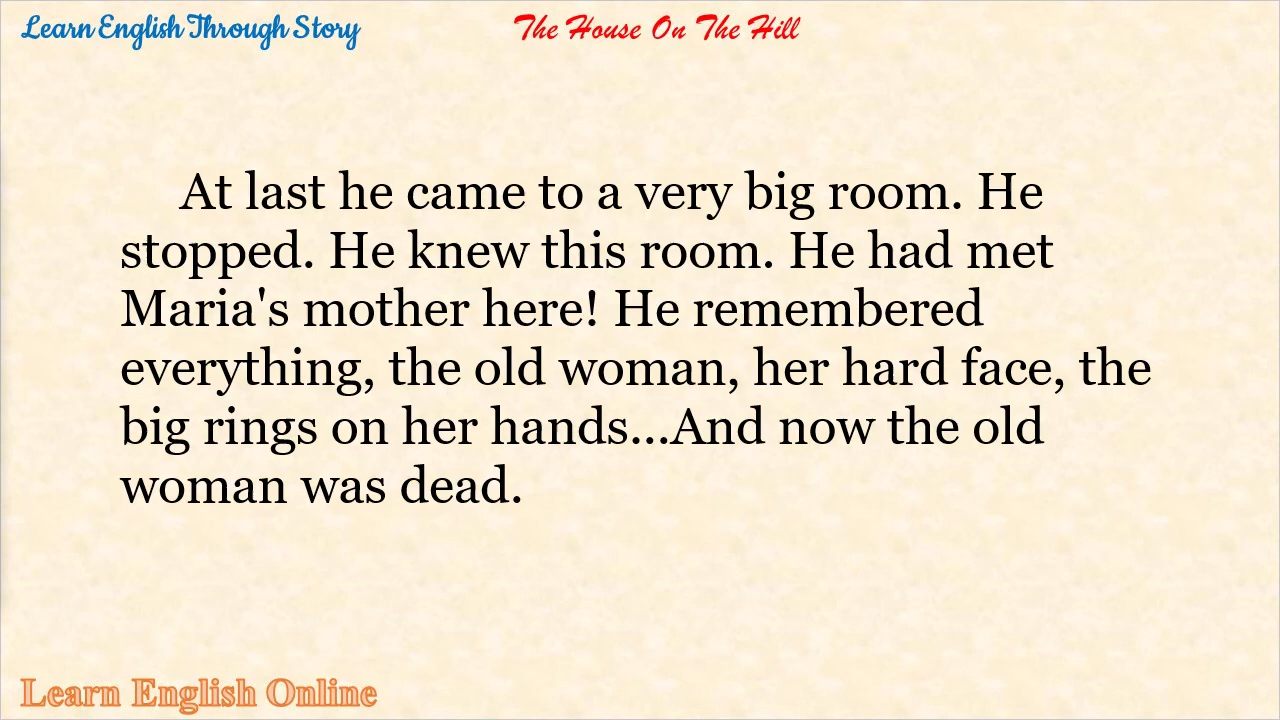 Learn English Through Story
The House On The Hill
At last he came to a very big room. He
stopped. He knew this room. He had met
Maria's mother here! He remembered
everything, the old woman, her hard face, the
big rings on her hands...And now the old
woman was dead.
Learn English Online